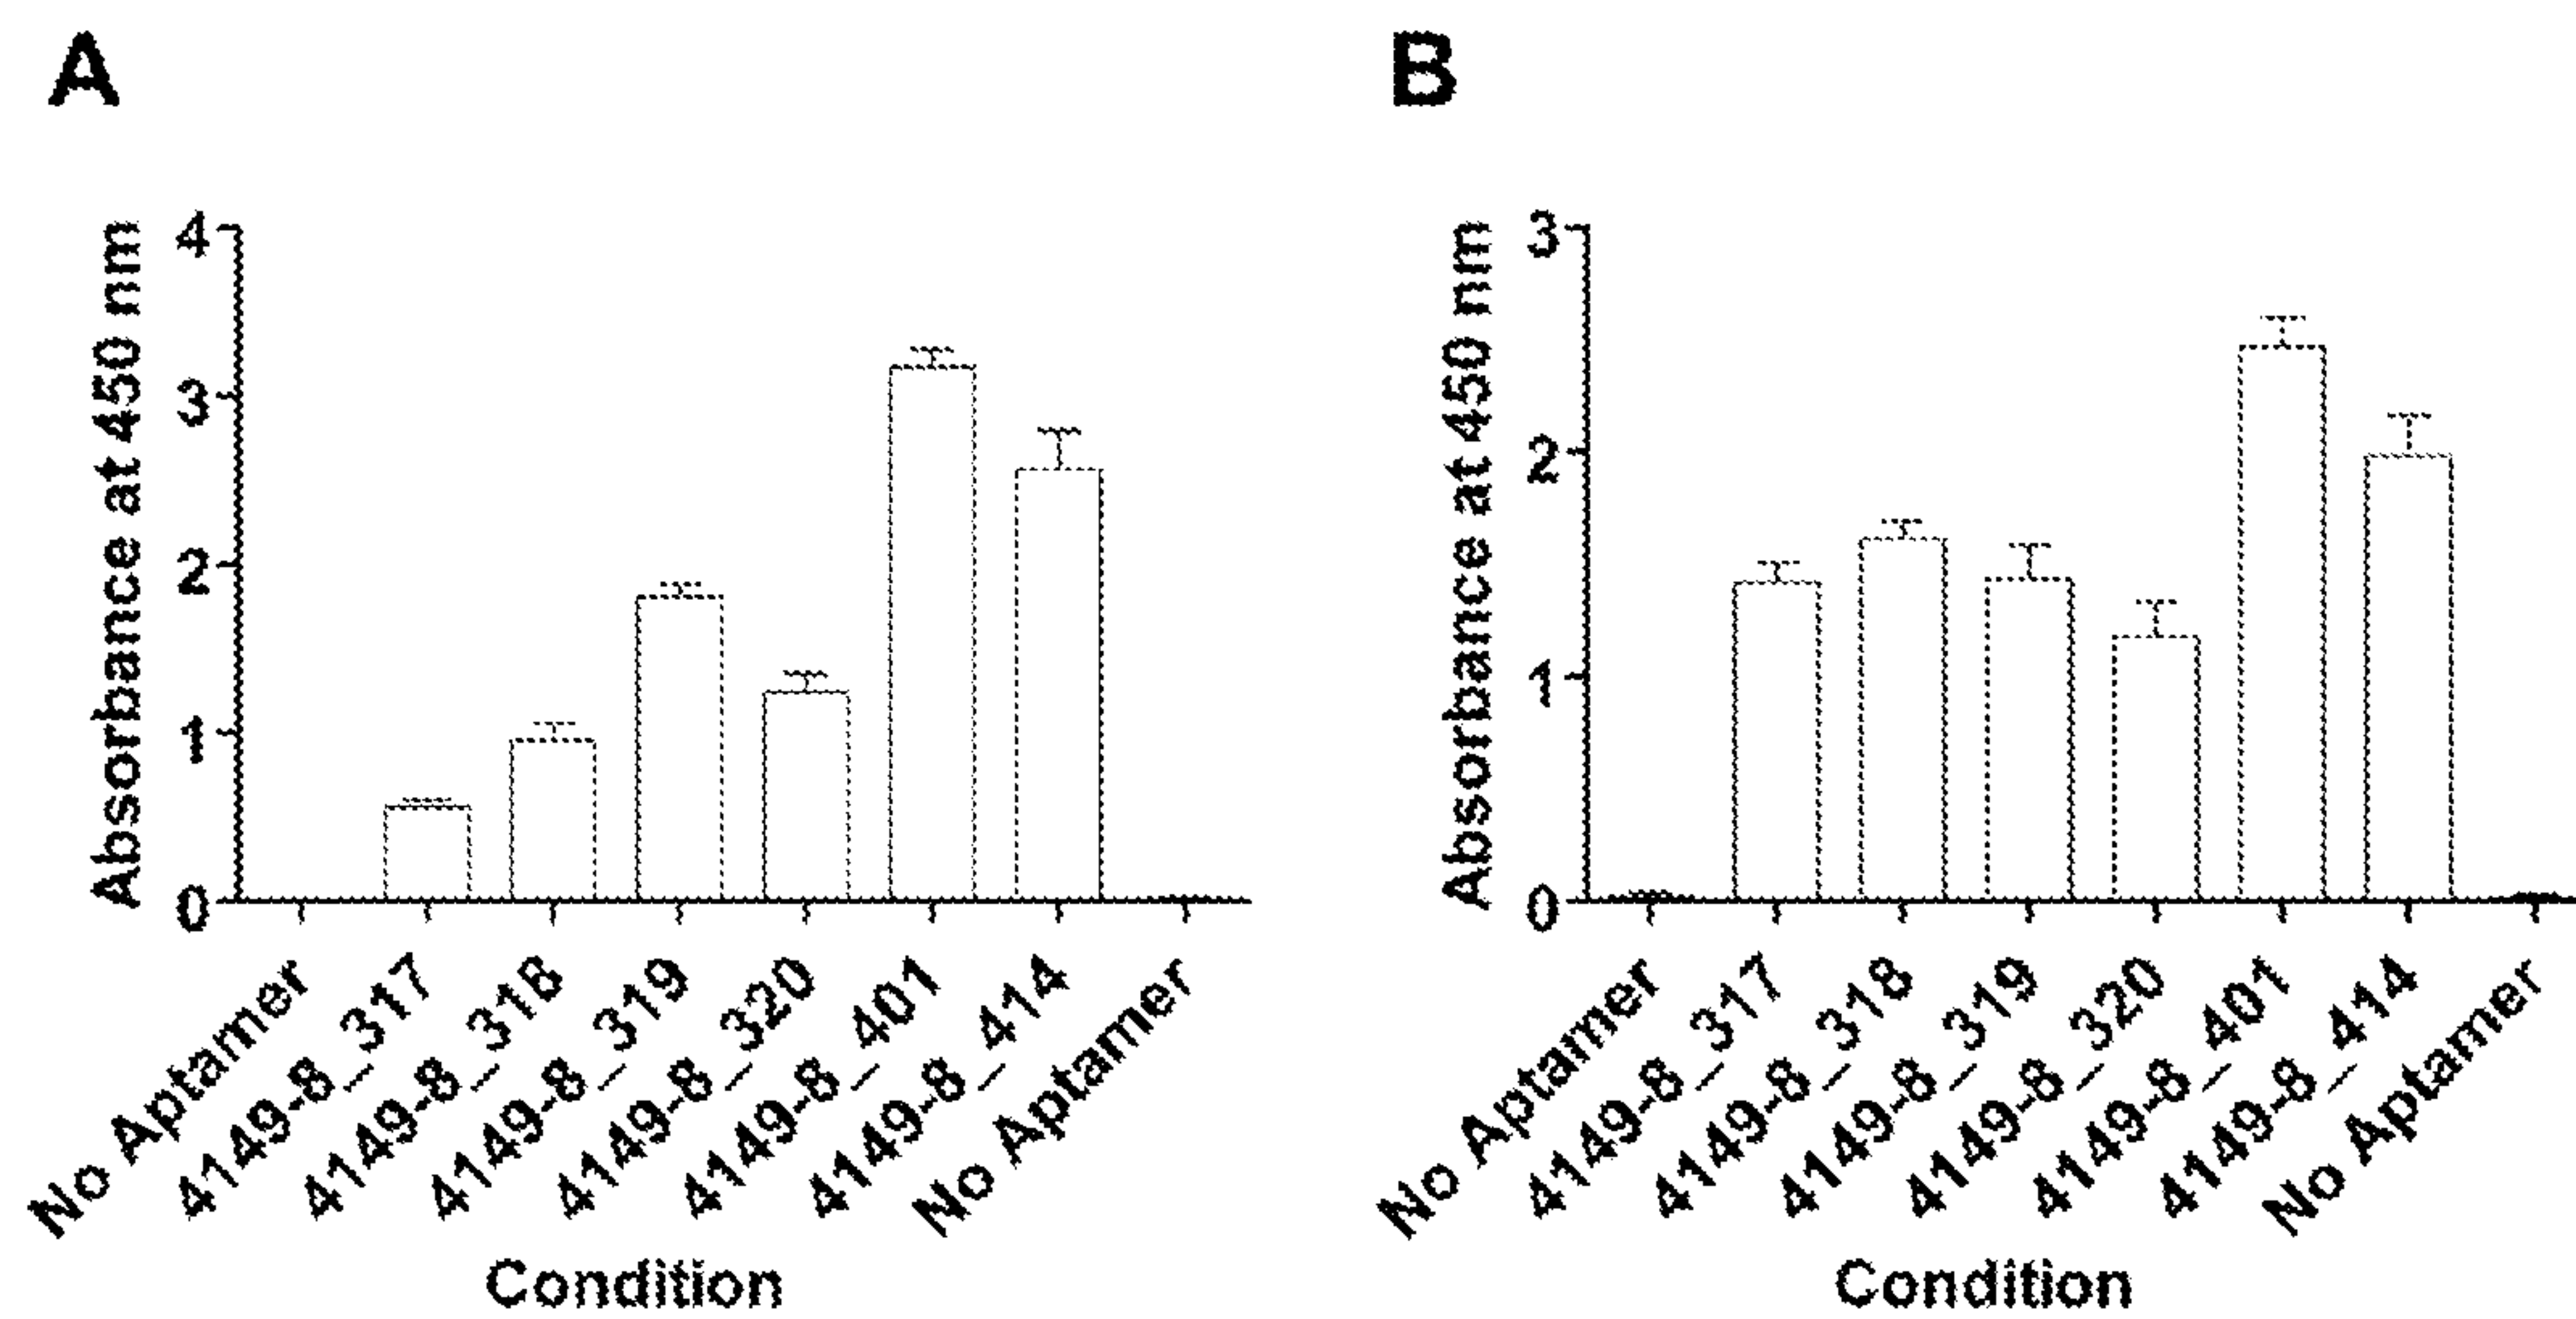 A
Absorbance at 450 nm
4
3
2
1
0
No Aptamer
4149-8_317
4149-8_318
4149-8_319
4149-8_320
4149-8_401
4149-8_414
No Aptamer
Condition
B
Absorbance at 450 nm
3
2
1
0
No Aptamer
4149-8_317
4149-8_318
4149-8_319
4149-8_320
4149-8_401
4149-8_414
No Aptamer
Condition